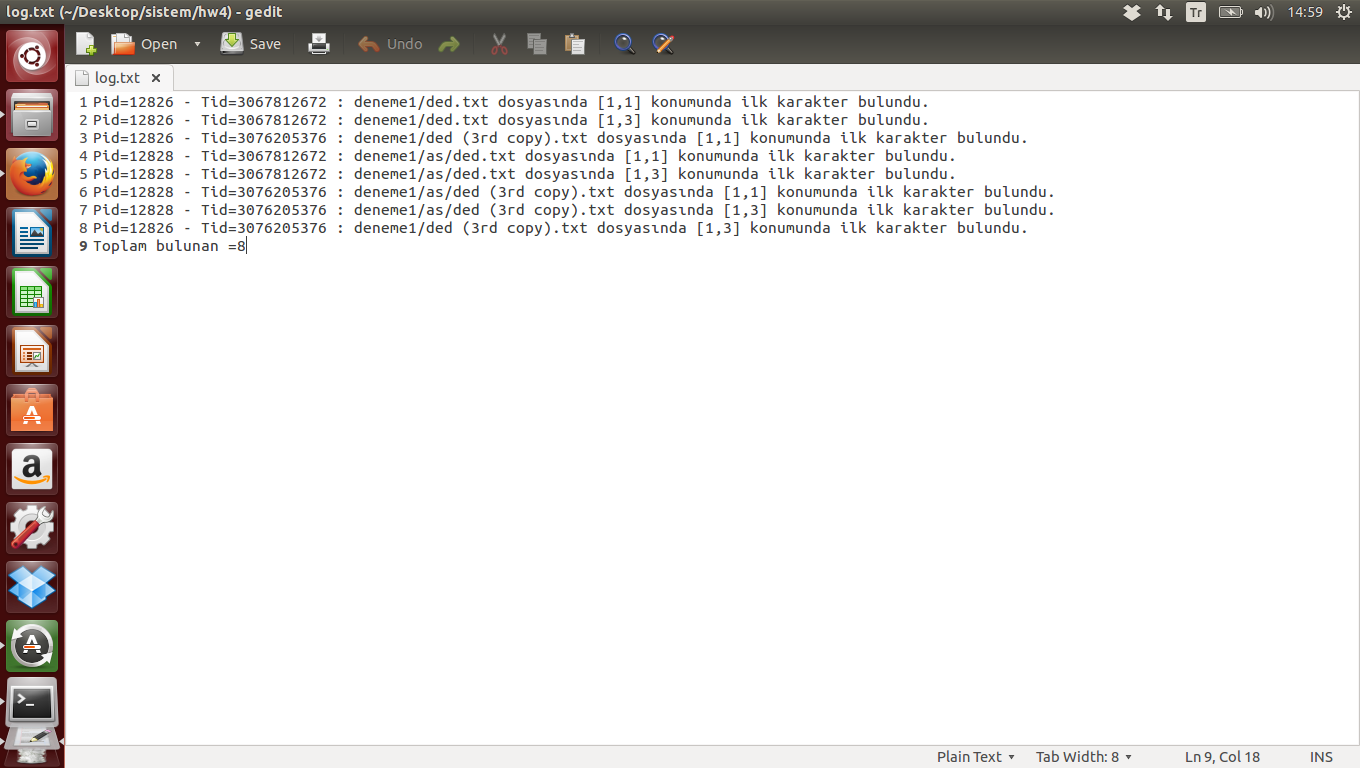 log.txt (~/Desktop/sistem/hw4) - gedit
Tr
14:59
Open
Save
Undo
log.txt
1 Pid=12826 - Tid=3067812672 : deneme1/ded.txt dosyasında [1,1] konumunda ilk karakter bulundu.
2 Pid=12826 - Tid=3067812672 : deneme1/ded.txt dosyasında [1,3] konumunda ilk karakter bulundu.
3 Pid=12826 - Tid=3076205376 : deneme1/ded (3rd copy).txt dosyasında [1,1] konumunda ilk karakter bulundu.
4 Pid=12828 - Tid=3067812672 : deneme1/as/ded.txt dosyasında [1,1] konumunda ilk karakter bulundu.
5 Pid=12828 - Tid=3067812672 : deneme1/as/ded.txt dosyasında [1,3] konumunda ilk karakter bulundu.
6 Pid=12828 - Tid=3076205376 : deneme1/as/ded (3rd copy).txt dosyasında [1,1] konumunda ilk karakter bulundu.
7 Pid=12828 - Tid=3076205376 : deneme1/as/ded (3rd copy).txt dosyasında [1,3] konumunda ilk karakter bulundu.
8 Pid=12826 - Tid=3076205376 : deneme1/ded (3rd copy).txt dosyasında [1,3] konumunda ilk karakter bulundu.
9 Toplam bulunan =8
Plain Text
Tab Width: 8
Ln 9, Col 18
INS